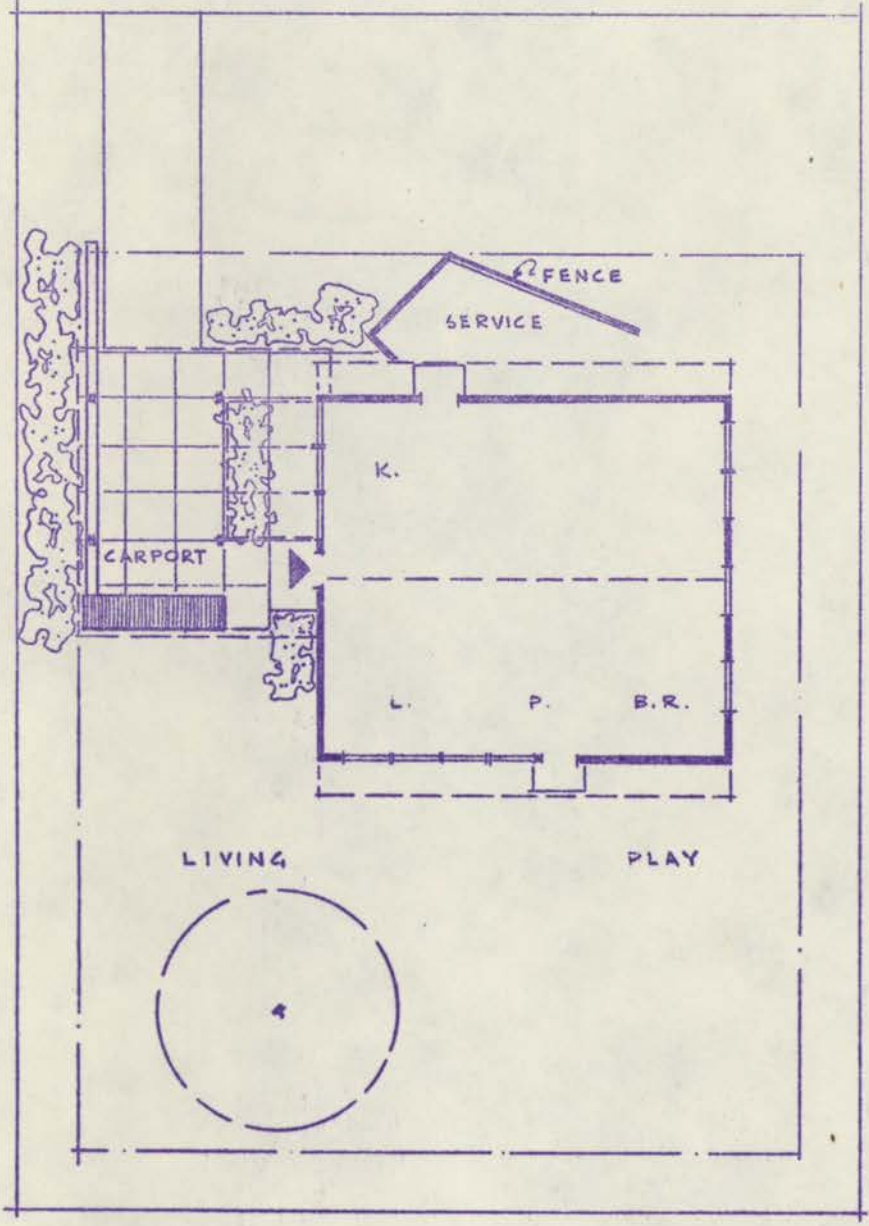 FENCE
SERVICE
K.
CARPORT
L. P. B.R.
LIVING PLAY